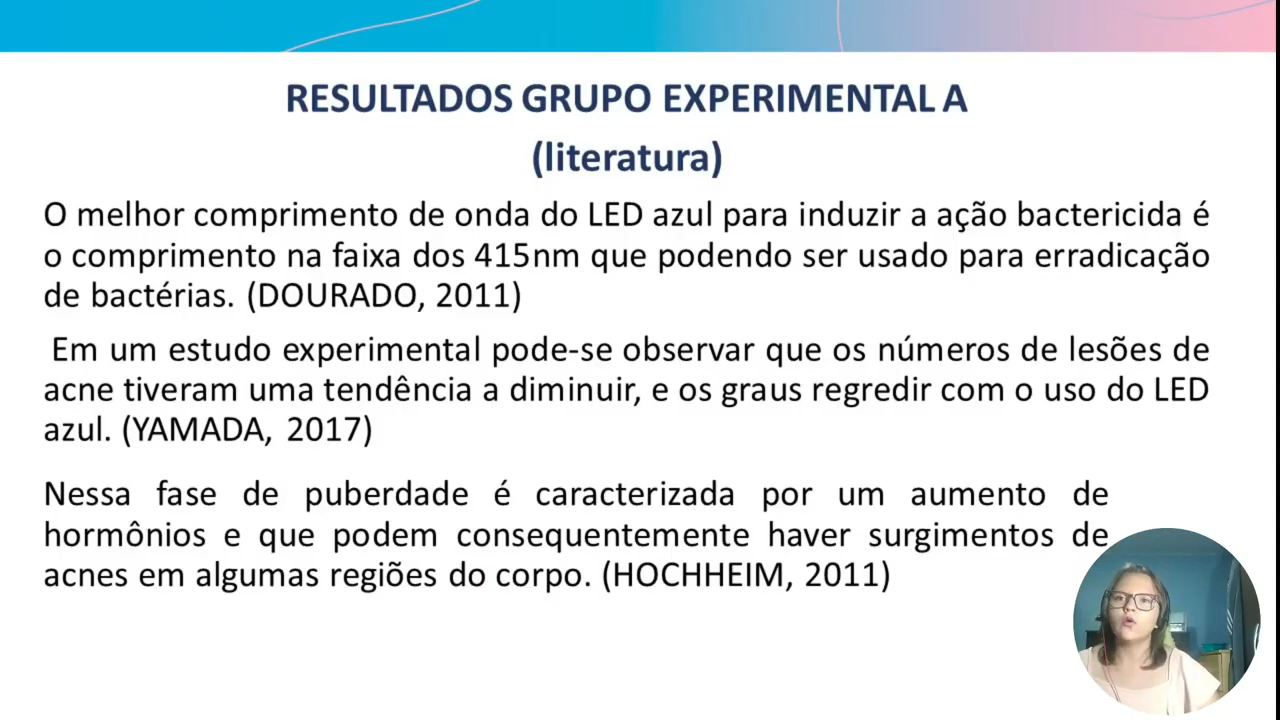 RESULTADOS GRUPO EXPERIMENTAL A
(literatura)
O melhor comprimento de onda do LED azul para induzir a ação bactericida é
o comprimento na faixa dos 415nm que podendo ser usado para erradicação
de bactérias. (DOURADO, 2011)
Em um estudo experimental pode-se observar que os números de lesões de
acne tiveram uma tendência a diminuir, e os graus regredir com o uso do LED
azul. (YAMADA, 2017)
Nessa fase de puberdade é caracterizada por um aumento de
hormônios e que podem consequentemente haver surgimentos de
acnes em algumas regiões do corpo. (HOCHHEIM, 2011)